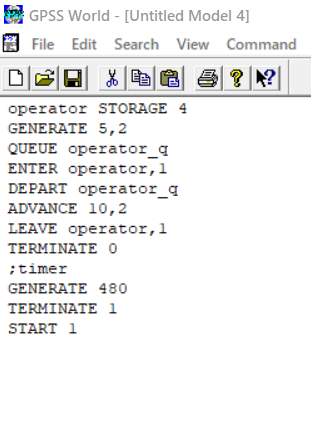 GPSS World - [Untitled Model 4]
File Edit Search View Command
operator STORAGE 4
GENERATE 5,2
QUEUE operator_q
ENTER operator,1
DEPART operator_q
ADVANCE 10,2
LEAVE operator,1
TERMINATE 0
;timer
GENERATE 480
TERMINATE 1
START 1